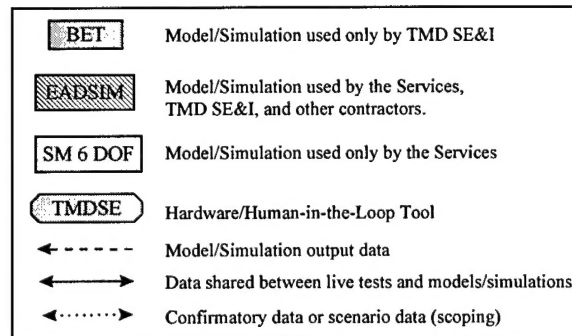 BET Model/Simulation used only by TMD SE&I
EADSIM Model/Simulation used by the Services,
TMD SE&I, and other contractors.
SM 6 DOF Model/Simulation used only by the Services
TMDSE Hardware/Human-in-the-Loop Tool
Model/Simulation output data
Data shared between live tests and models/simulations
Confirmatory data or scenario data (scoping)